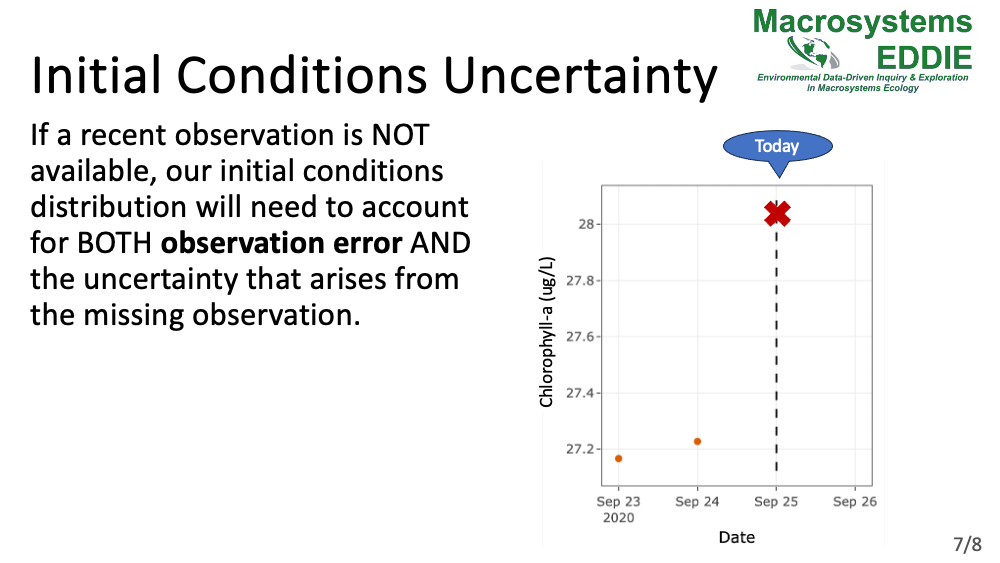 Macrosystems
EDDIE
Environmental Data-Driven Inquiry & Exploration
in Macrosystems Ecology
Initial Conditions Uncertainty
If a recent observation is NOT
available, our initial conditions
distribution will need to account
for BOTH observation error AND
the uncertainty that arises from
the missing observation.
Today
Chlorophyll-a (ug/L)
28
27.8
27.6
27.4
27.2
Sep 23
2020
Sep 24
Sep 25
Sep 26
Date
7/8